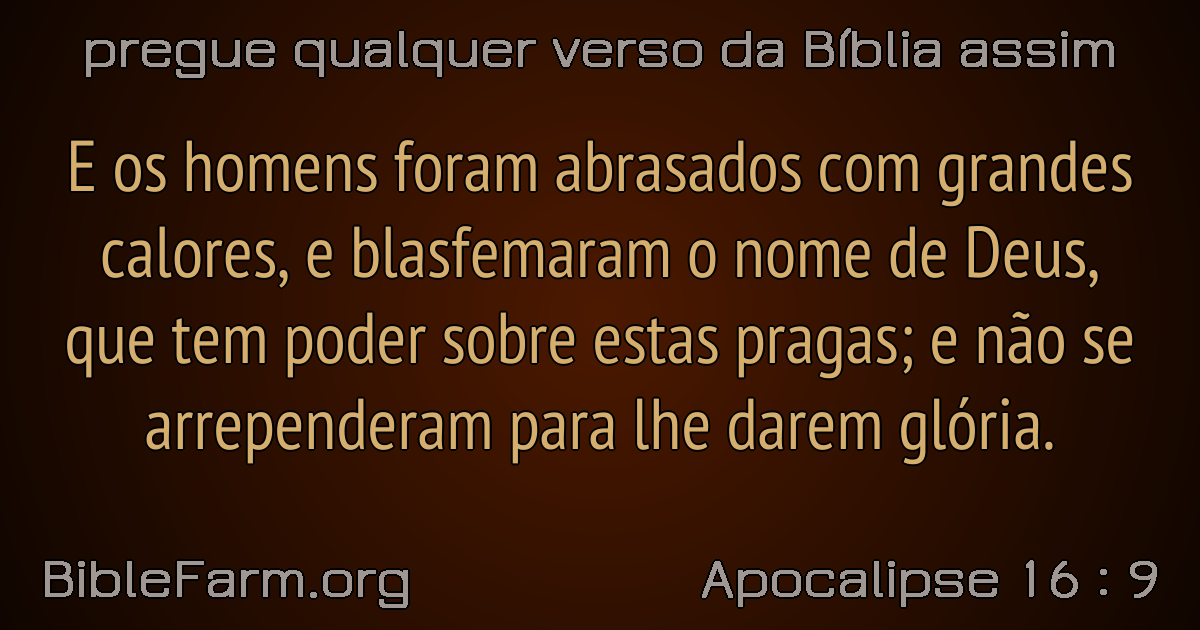 pregue qualquer verso da Bíblia assim
E os homens foram abrasados com grandes
calores, e blasfemaram o nome de Deus,
que tem poder sobre estas pragas; e não se
arrependeram para lhe darem glória.
BibleFarm.org
Apocalipse 16 : 9